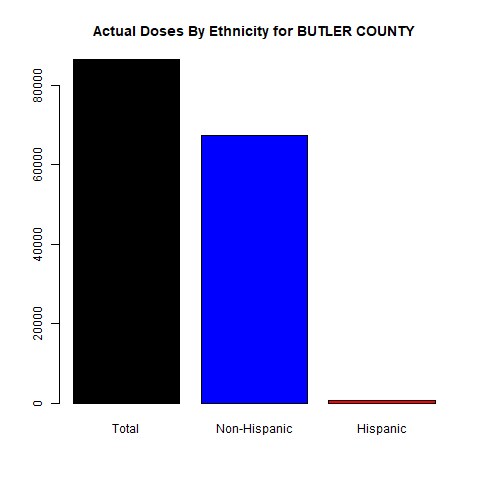 Actual Doses By Ethnicity for BUTLER COUNTY
80000
60000
40000
20000
0
Total Non-Hispanic Hispanic